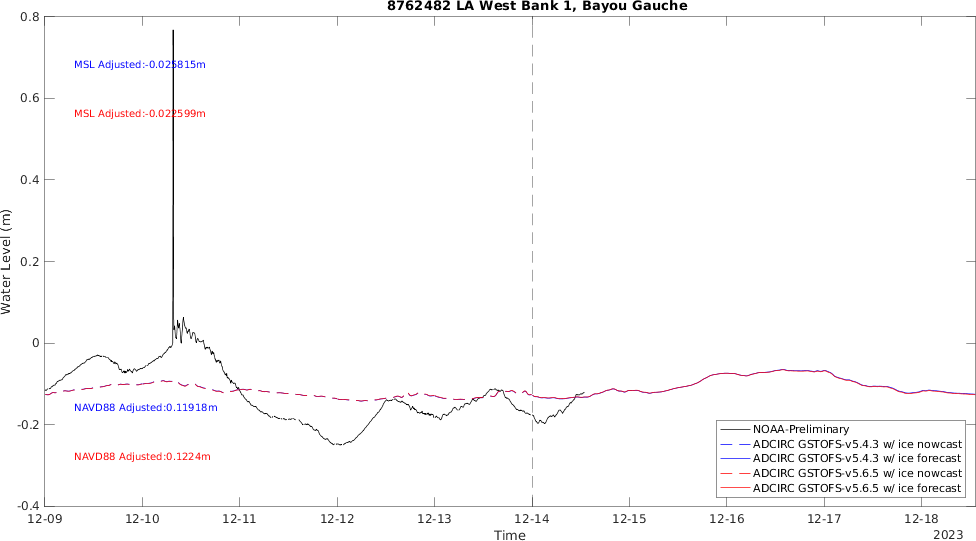 8762482 LA West Bank 1, Bayou Gauche
0.8
0.6
0.4
0.2
0
-0.2
-0.4
Water Level (m)
MSL Adjusted:-0.025815m
MSL Adjusted:-0.022599m
NAVD88 Adjusted:0.11918m
NAVD88 Adjusted:0.1224m
NOAA-Preliminary
ADCIRC GSTOFS-v5.4.3 w/ ice nowcast
ADCIRC GSTOFS-v5.4.3 w/ ice forecast
ADCIRC GSTOFS-v5.6.5 w/ ice nowcast
ADCIRC GSTOFS-v5.6.5 w/ ice forecast
12-09 12-10 12-11 12-12 12-13 12-14 12-15 12-16 12-17 12-18
Time
2023